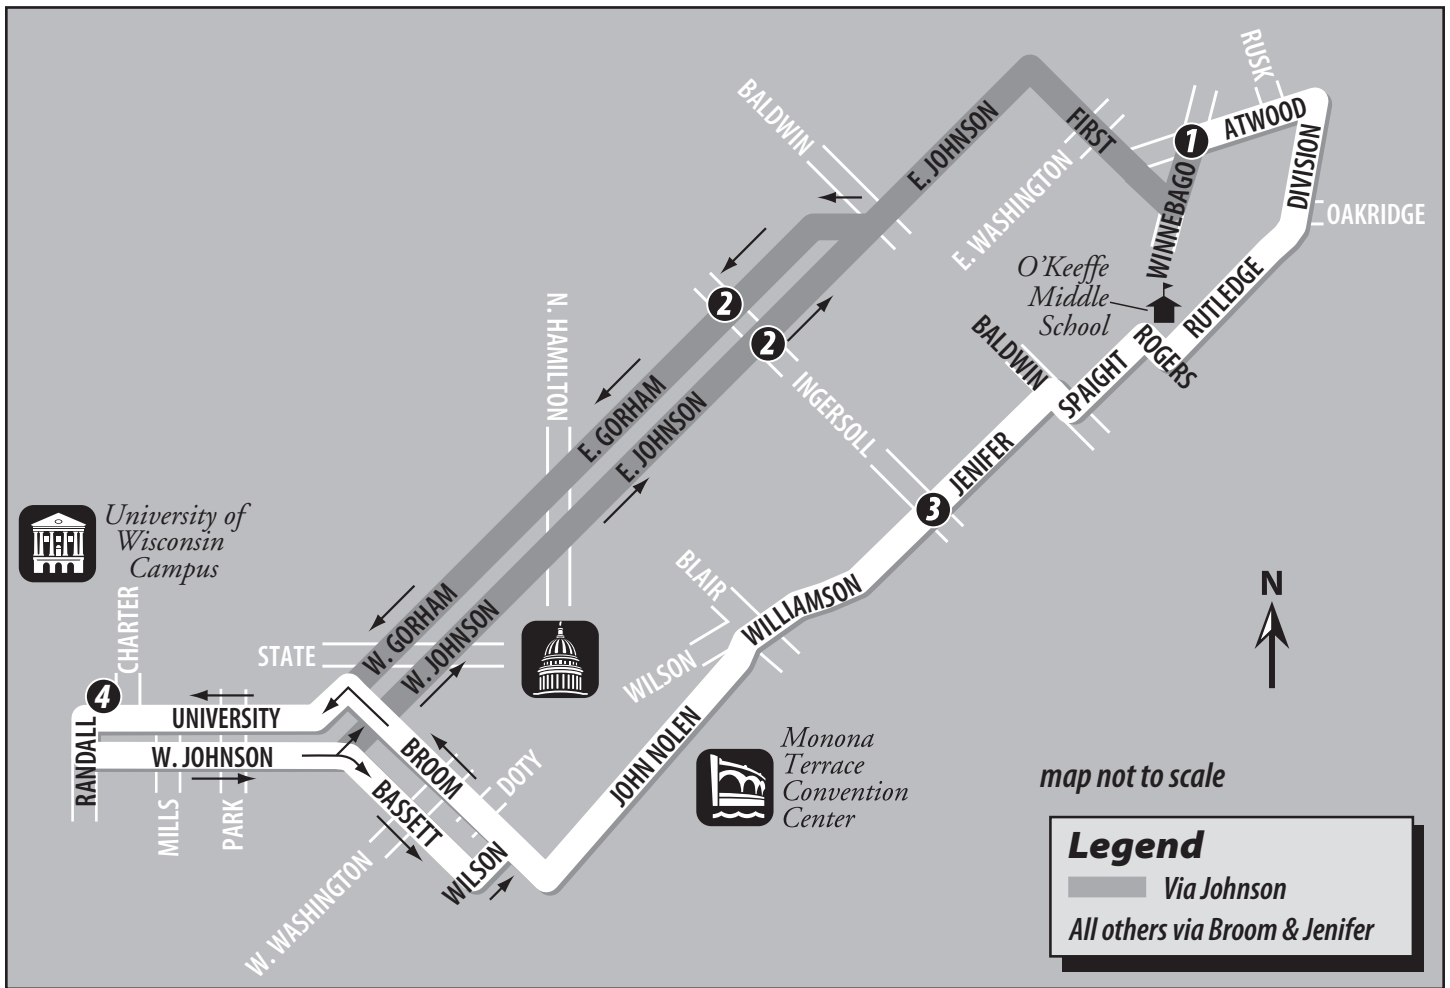 RUSK
BALDWIN
FIRST
ATWOOD
1
E. JOHNSON
DIVISION
E. WASHINGTON
WINNEBAGO
OAKRIDGE
O'Keeffe
Middle
School
RUTLEDGE
2
2
N. HAMILTON
BALDWIN
ROGERS
SPAIGHT
INGERSOLL
E. GORHAM
E. JOHNSON
JENIFER
3
University of
Wisconsin
Campus
BLAIR
WILLIAMSON
N
CHARTER
W. GORHAM
W. JOHNSON
STATE
WILSON
4
UNIVERSITY
RANDALL
W. JOHNSON
BROOM
DOTY
JOHN NOLEN
Monona
Terrace
Convention
Center
MILLS
PARK
BASSETT
WILSON
W. WASHINGTON
map not to scale
Legend
Via Johnson
All others via Broom & Jenifer